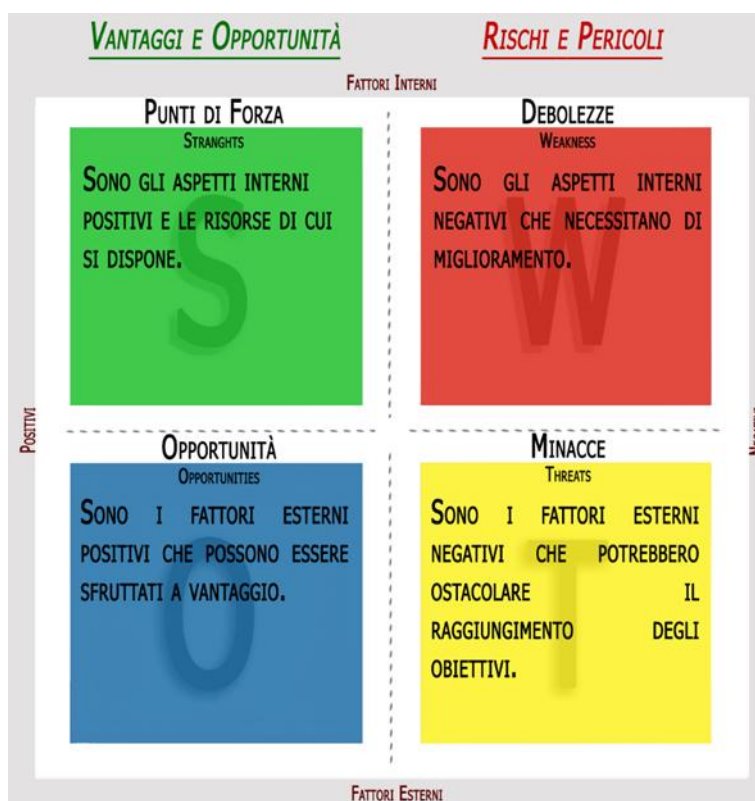 Vantaggi e Opportunità
Rischi e Pericoli
Fattori Interni
Punti di Forza
Stranghts
Sono gli aspetti interni
positivi e le risorse di cui
si dispone.
S
Debolezze
Weakness
Sono gli aspetti interni
negativi che necessitano di
miglioramento.
W
Positivi
Opportunità
Opportunities
Sono i fattori esterni
positivi che possono essere
sfruttati a vantaggio.
O
Minacce
Threats
Sono i fattori esterni
negativi che potrebbero
ostacolare il
raggiungimento degli
obiettivi.
T
Fattori Esterni